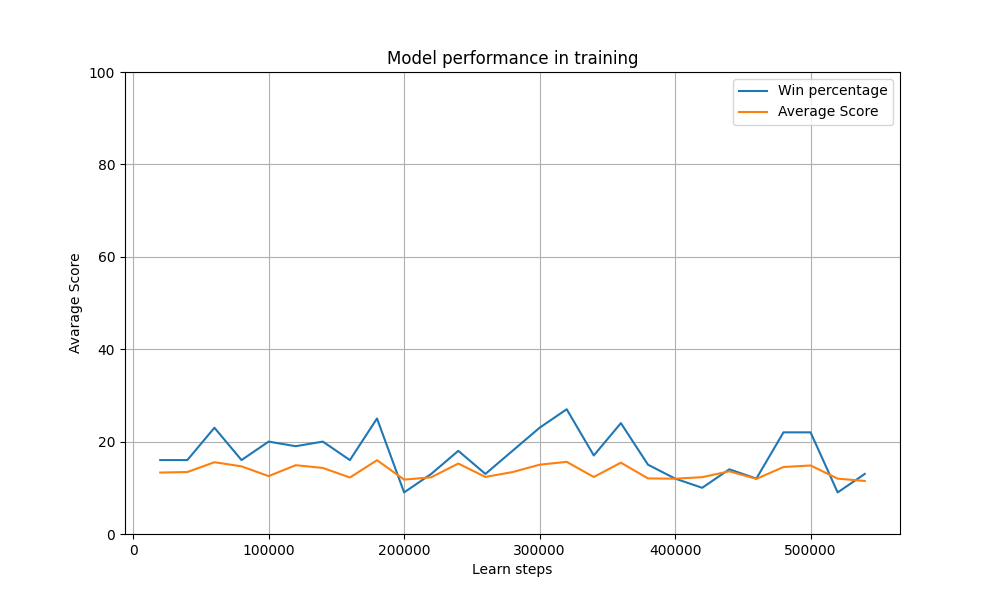 Model performance in training
Win percentage
Average Score
Avarage Score
100
80
60
40
20
0
0 100000 200000 300000 400000 500000
Learn steps